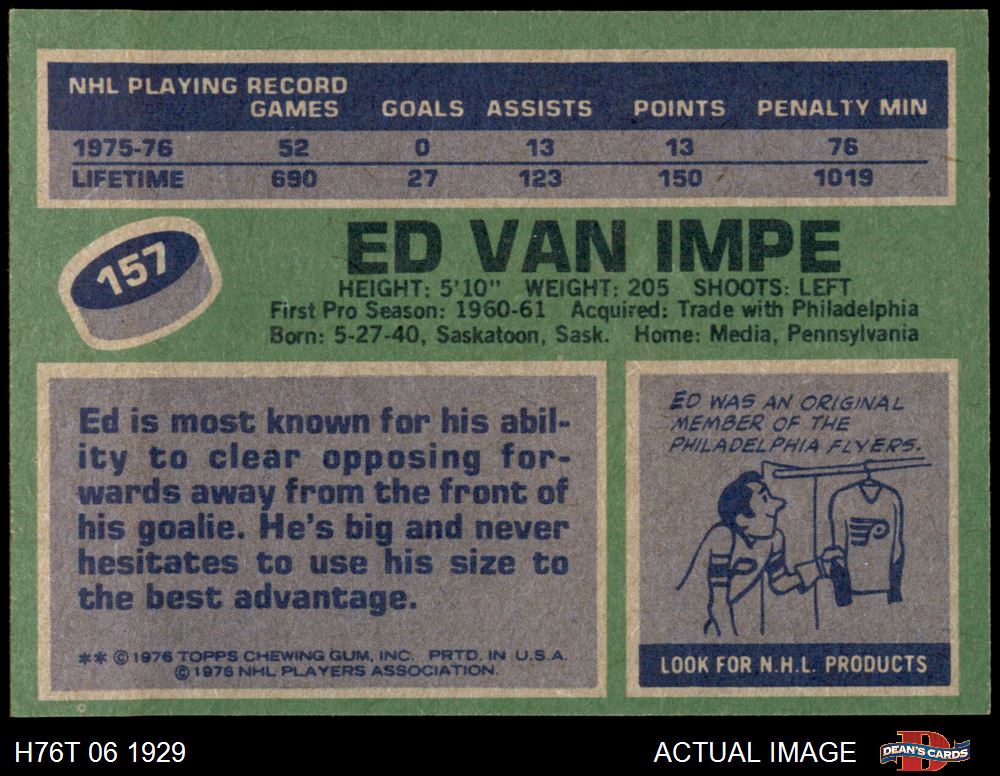 NHL PLAYING RECORD
GAMES GOALS ASSISTS POINTS PENALTY MIN
1975-76 52 0 13 13 76
LIFETIME 690 27 123 150 1019
157
ED VAN IMPE
HEIGHT: 5'10" WEIGHT: 205 SHOOTS: LEFT
First Pro Season: 1960-61 Acquired: Trade with Philadelphia
Born: 5-27-40, Saskatoon, Sask. Home: Media, Pennsylvania
Ed is most known for his abil-
ity to clear opposing for-
wards away from the front of
his goalie. He's big and never
hesitates to use his size to
the best advantage.
** © 1976 TOPPS CHEWING GUM, INC. PRTD. IN U.S.A.
© 1976 NHL PLAYERS ASSOCIATION.
ED WAS AN ORIGINAL
MEMBER OF THE
PHILADELPHIA FLYERS.
LOOK FOR N.H.L. PRODUCTS
H76T 06 1929
ACTUAL IMAGE
D
DEAN'S CARDS